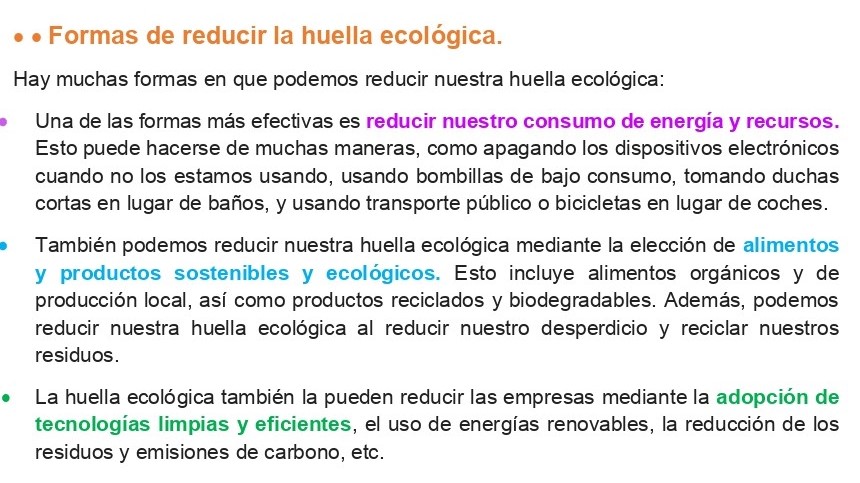 • • Formas de reducir la huella ecológica.
Hay muchas formas en que podemos reducir nuestra huella ecológica:
• Una de las formas más efectivas es reducir nuestro consumo de energía y recursos.
Esto puede hacerse de muchas maneras, como apagando los dispositivos electrónicos
cuando no los estamos usando, usando bombillas de bajo consumo, tomando duchas
cortas en lugar de baños, y usando transporte público o bicicletas en lugar de coches.
• También podemos reducir nuestra huella ecológica mediante la elección de alimentos
y productos sostenibles y ecológicos. Esto incluye alimentos orgánicos y de
producción local, así como productos reciclados y biodegradables. Además, podemos
reducir nuestra huella ecológica al reducir nuestro desperdicio y reciclar nuestros
residuos.
• La huella ecológica también la pueden reducir las empresas mediante la adopción de
tecnologías limpias y eficientes, el uso de energías renovables, la reducción de los
residuos y emisiones de carbono, etc.